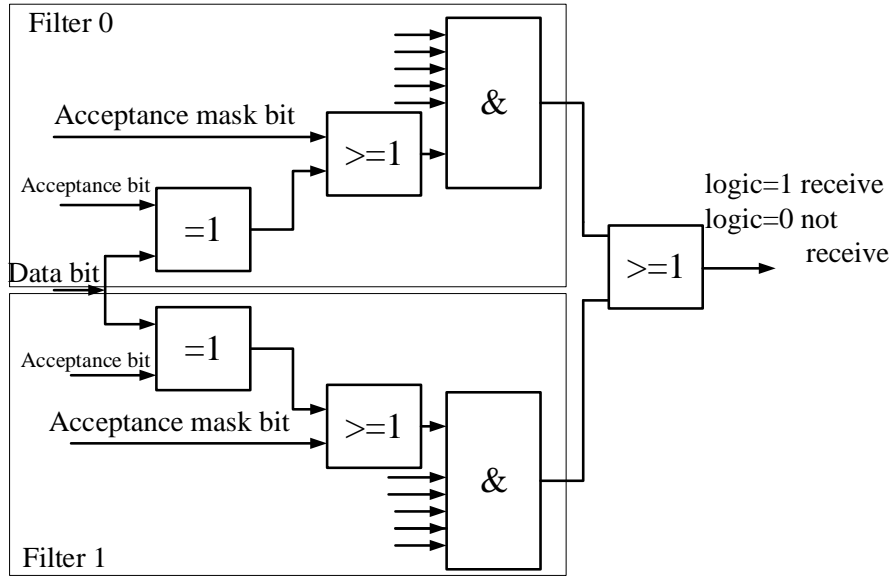 Filter 0
&
Acceptance mask bit
>=1
Acceptance bit
=1
logic=1 receive
logic=0 not
receive
Data bit
>=1
=1
Acceptance bit
Acceptance mask bit
>=1
&
Filter 1